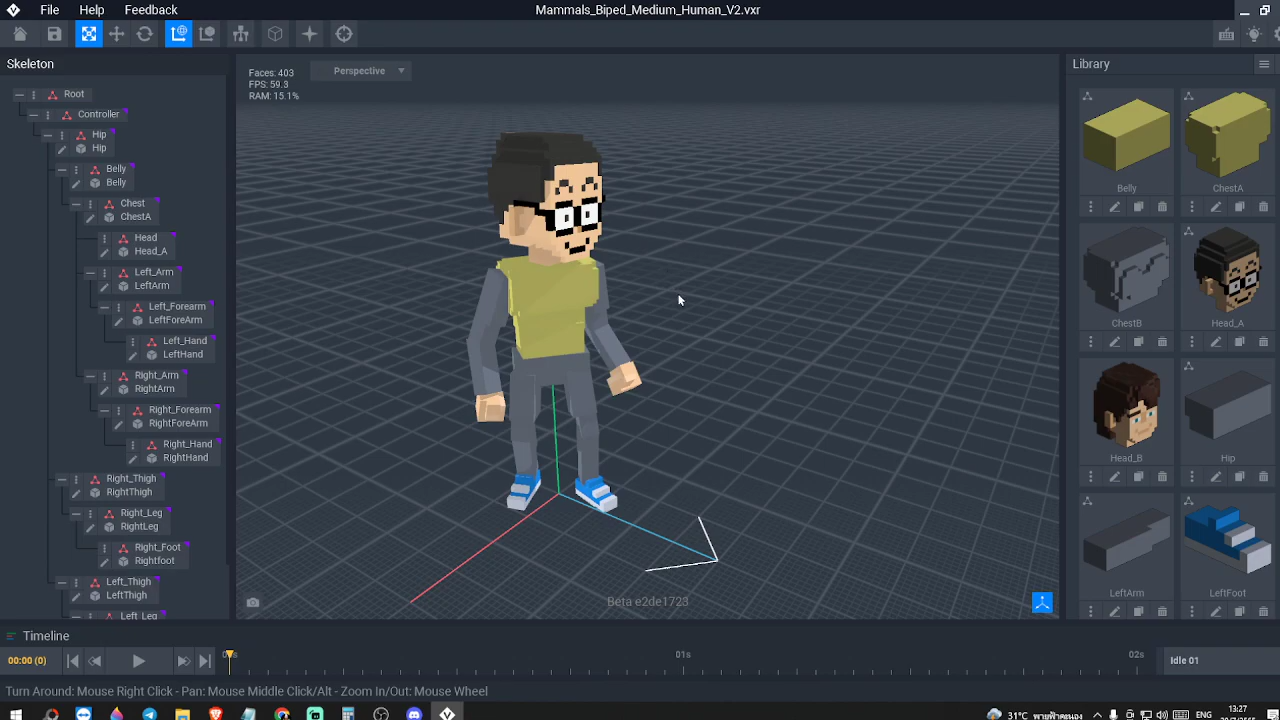 File Help Feedback
Mammals_Biped_Medium_Human_V2.vxr
Skeleton
Root
Controller
Hip
Hip
Belly
Belly
Chest
ChestA
Head
Head_A
Left_Arm
LeftArm
Left_Forearm
LeftForeArm
Left_Hand
LeftHand
Right_Arm
RightArm
Right_Forearm
RightForeArm
Right_Hand
RightHand
Right_Thigh
RightThigh
Right_Leg
RightLeg
Right_Foot
Rightfoot
Left_Thigh
LeftThigh
Left_Leg
Faces: 403
FPS: 59.3
RAM: 15.1%
Perspective
Beta e2de1723
Library
Belly
ChestA
ChestB
Head_A
Head_B
Hip
LeftArm
LeftFoot
Timeline
00:00 (0)
01s
02s
Idle 01
Turn Around: Mouse Right Click - Pan: Mouse Middle Click/Alt - Zoom In/Out: Mouse Wheel
31°C
ENG
13:27